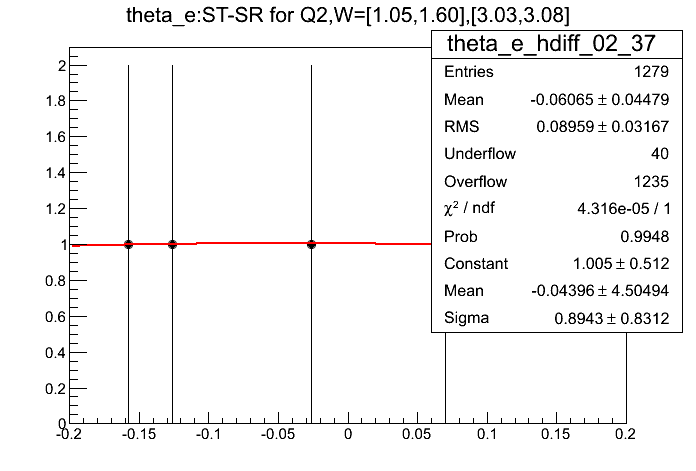 theta_e:ST-SR for Q2,W=[1.05,1.60],[3.03,3.08]
theta_e_hdiff_02_37
Entries 1279
Mean -0.06065 ± 0.04479
RMS 0.08959 ± 0.03167
Underflow 40
Overflow 1235
χ² / ndf 4.316e-05 / 1
Prob 0.9948
Constant 1.005 ± 0.512
Mean -0.04396 ± 4.50494
Sigma 0.8943 ± 0.8312
2
1.8
1.6
1.4
1.2
1
0.8
0.6
0.4
0.2
0
-0.2 -0.15 -0.1 -0.05 0 0.05 0.1 0.15 0.2